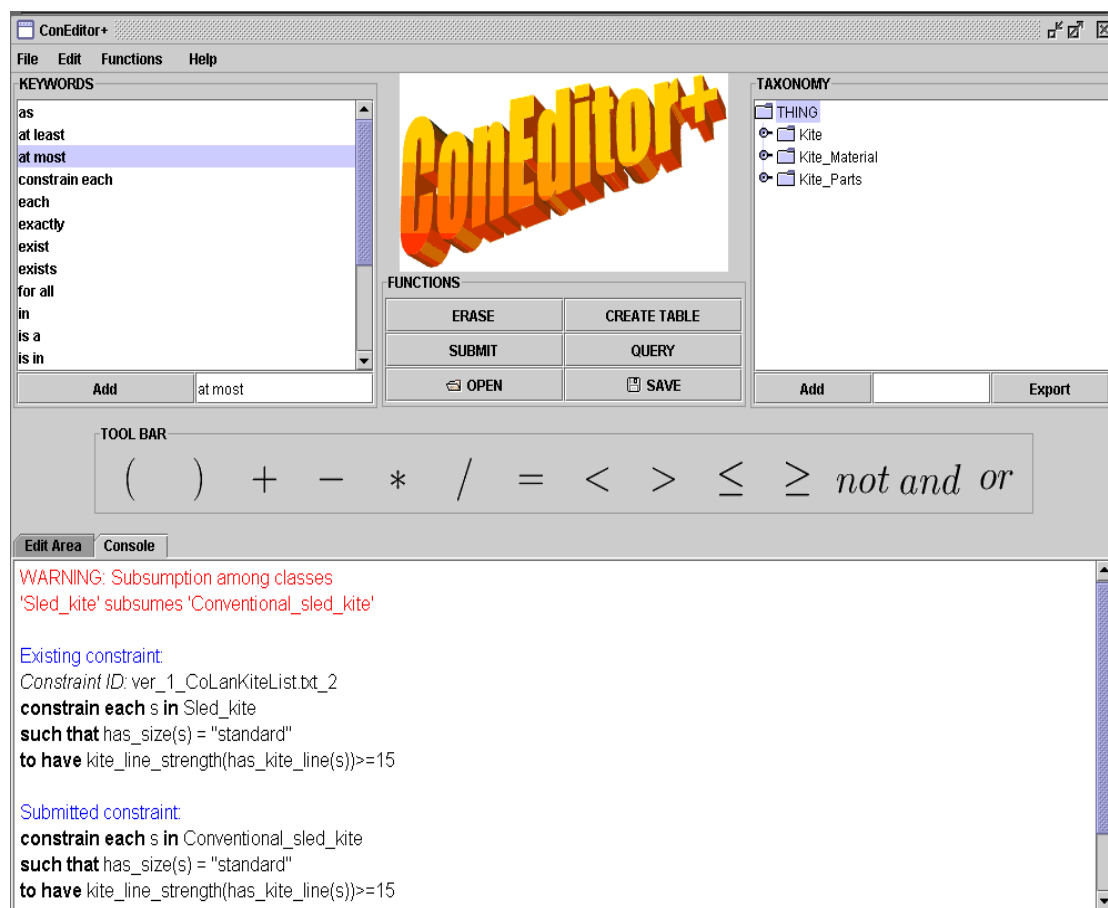 ConEditor+
File Edit Functions Help
KEYWORDS
as
at least
at most
constrain each
each
exactly
exist
exists
for all
in
is a
is in
Add at most
ConEditor+
FUNCTIONS
ERASE CREATE TABLE
SUBMIT QUERY
OPEN SAVE
TAXONOMY
THING
Kite
Kite_Material
Kite_Parts
Add Export
TOOL BAR
( ) + - * / = < > ≤ ≥ not and or
Edit Area Console
WARNING: Subsumption among classes
'Sled_kite' subsumes 'Conventional_sled_kite'
Existing constraint:
Constraint ID: ver_1_CoLanKiteList.txt_2
constrain each s in Sled_kite
such that has_size(s) = "standard"
to have kite_line_strength(has_kite_line(s))>=15
Submitted constraint:
constrain each s in Conventional_sled_kite
such that has_size(s) = "standard"
to have kite_line_strength(has_kite_line(s))>=15